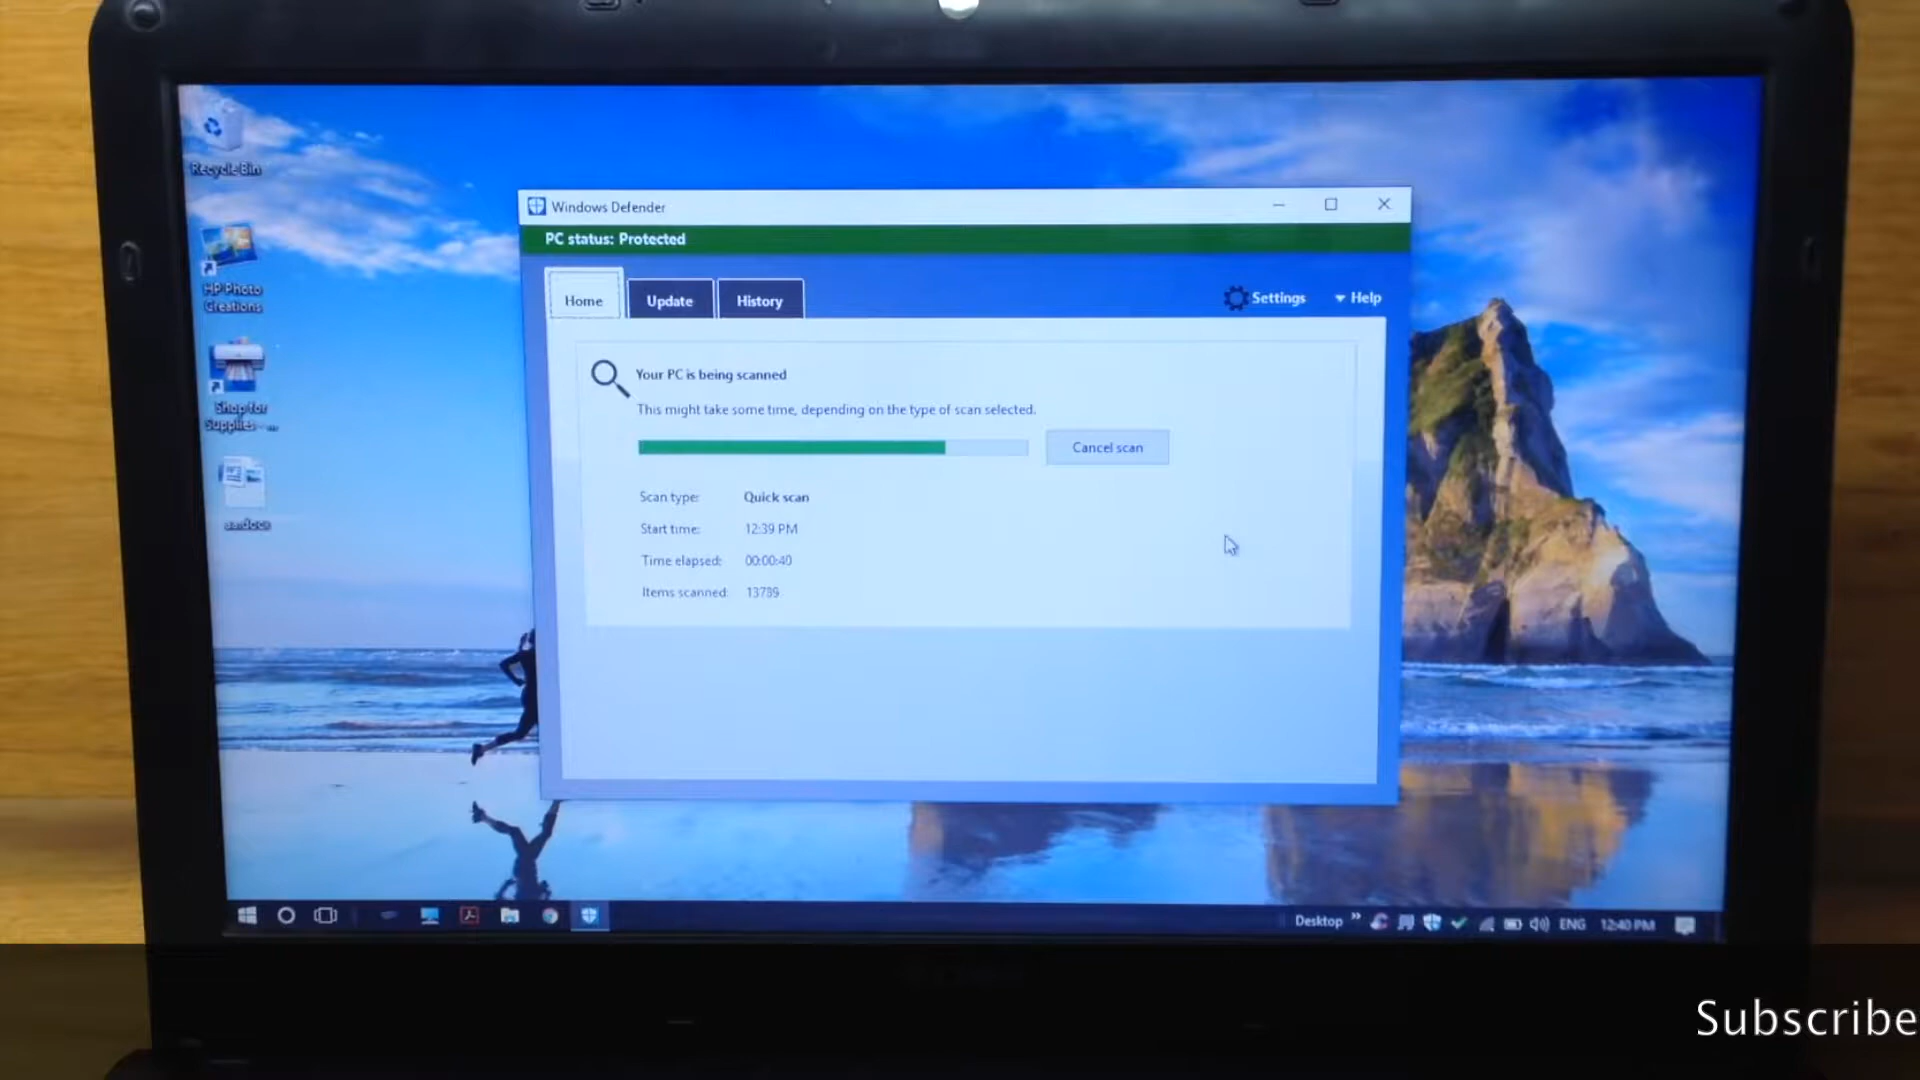 Recycle Bin
HP Photo
Creations
Shop for
Supplies - ...
Windows Defender
PC status: Protected
Home
Update
History
Settings
Help
Your PC is being scanned
This might take some time, depending on the type of scan selected.
Cancel scan
Scan type: Quick scan
Start time: 12:39 PM
Time elapsed: 00:00:40
Items scanned: 13789
Desktop
ENG
12:40 PM
Subscribe